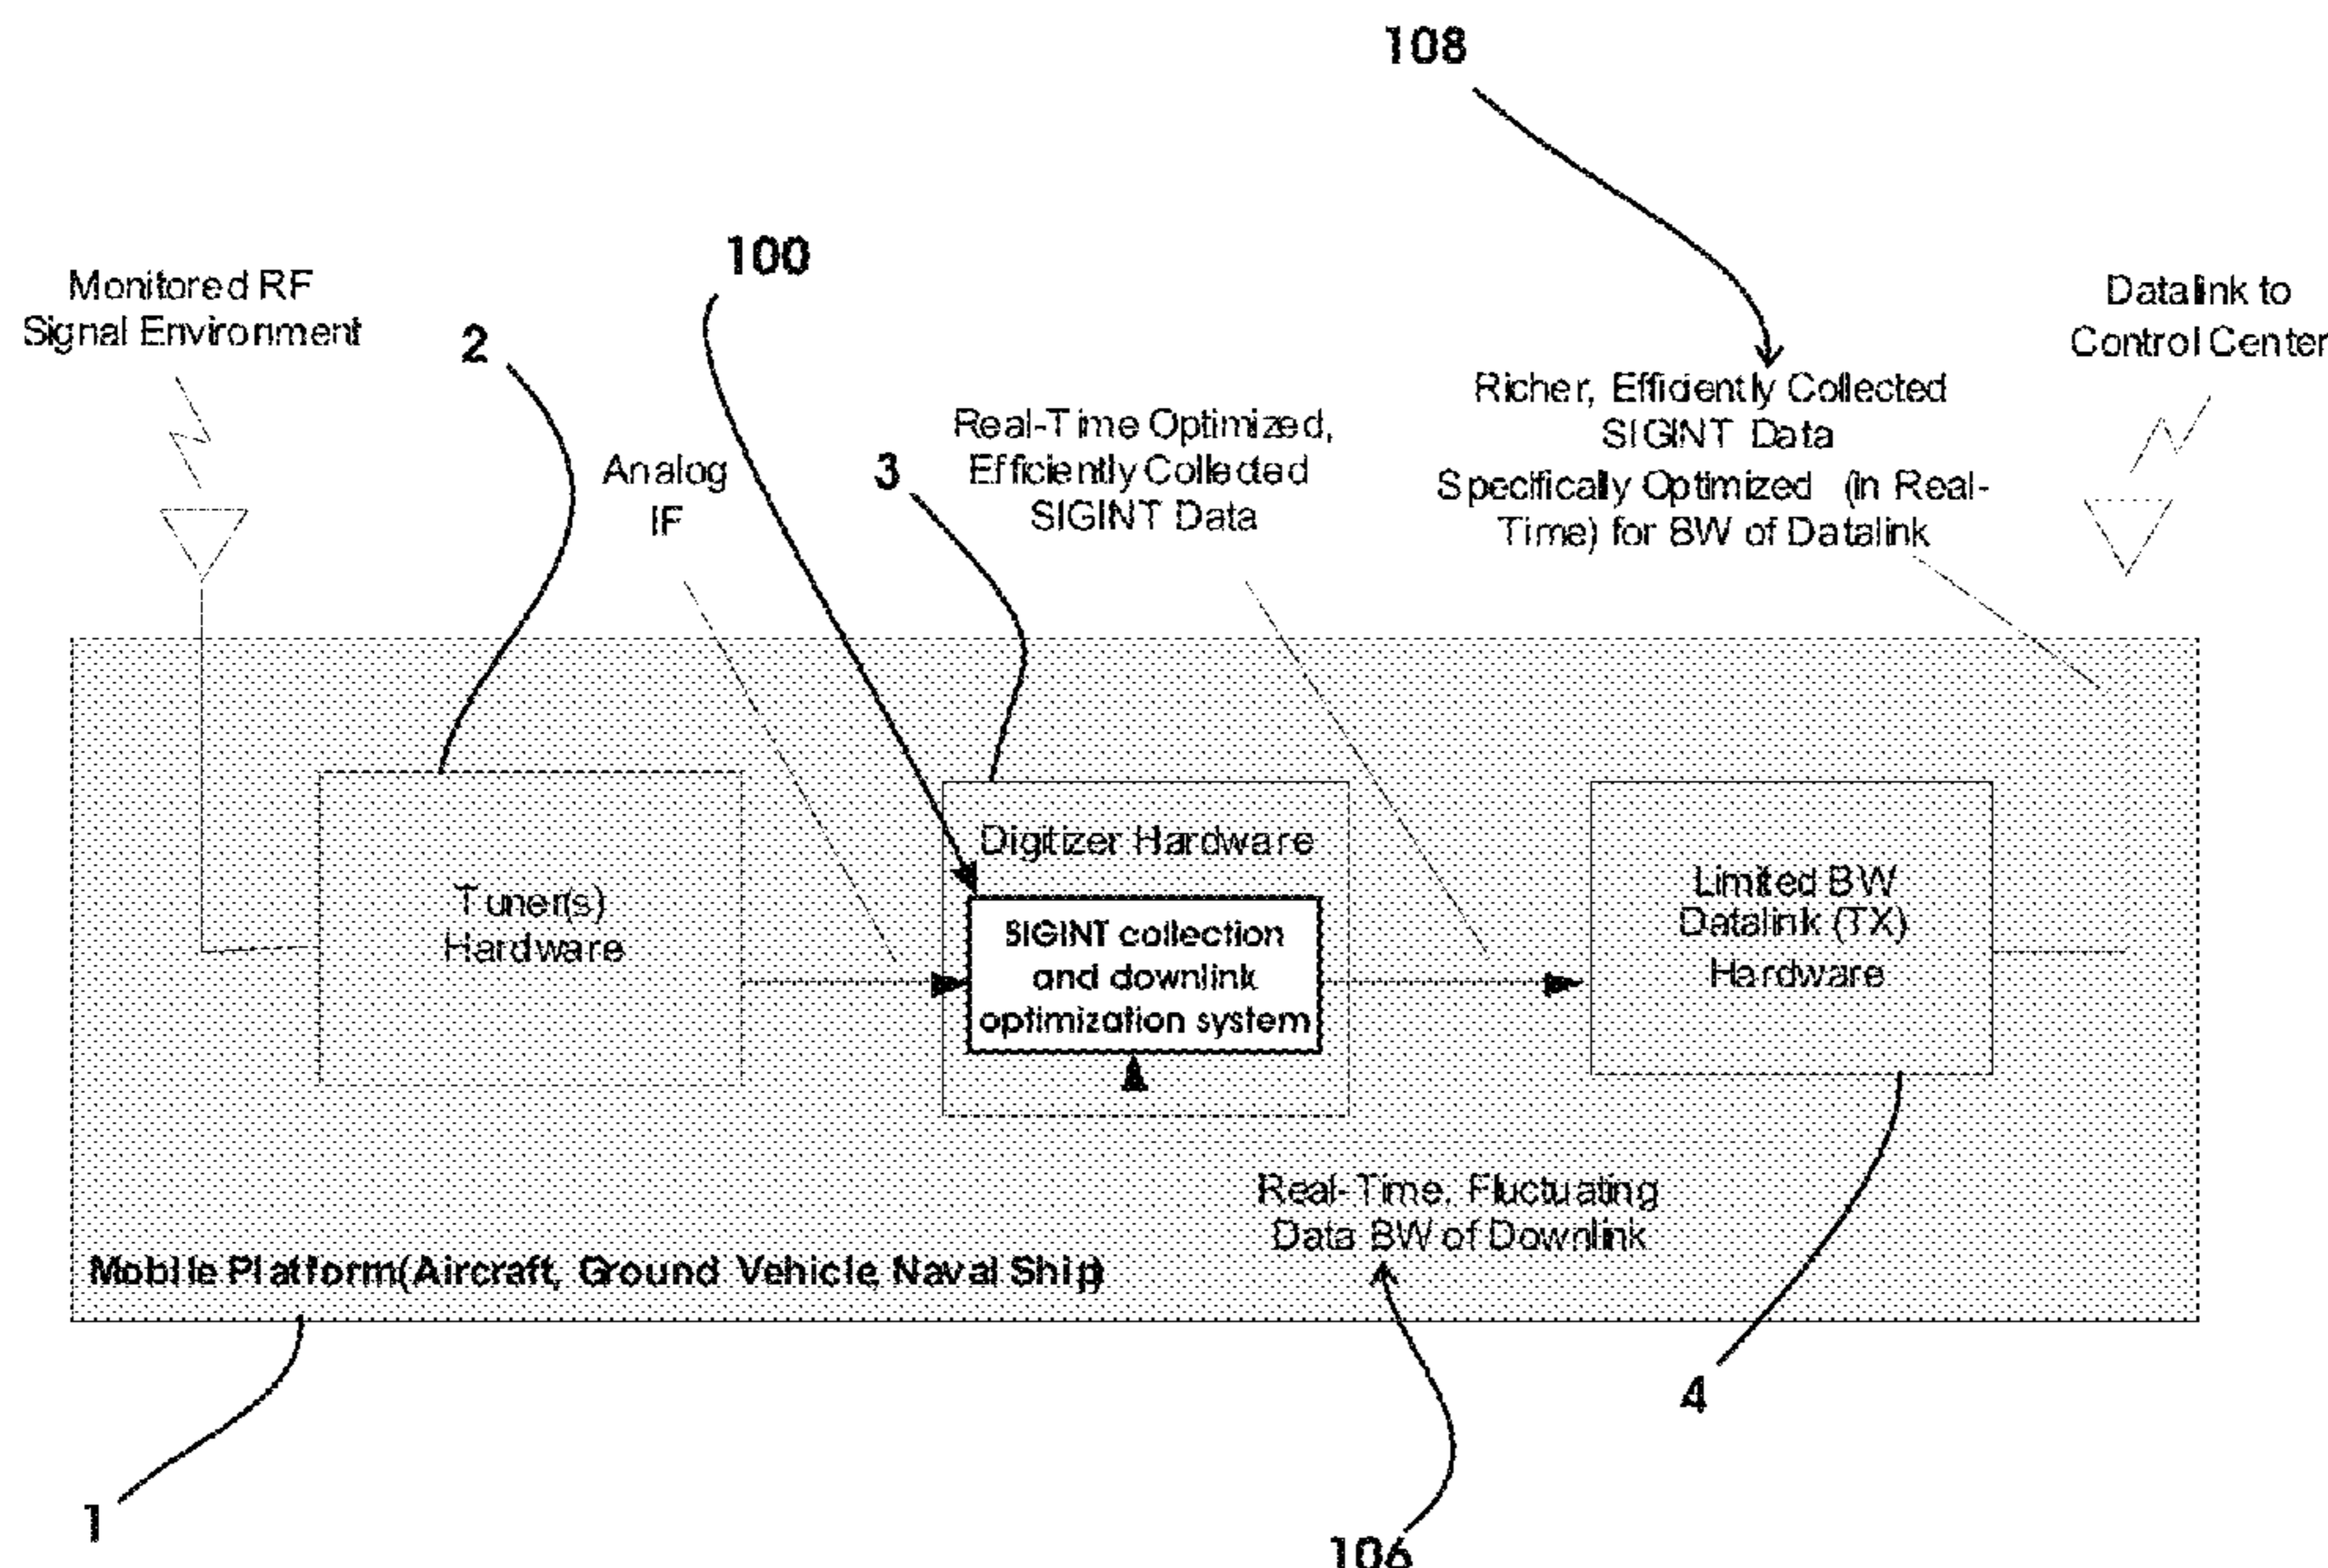 108
100
Monitored RF
Signal Environment
2
Datalink to
Control Center
Richer, Efficiently Collected
SIGINT Data
Specifically Optimized (in Real-
Time) for BW of Datalink
Analog
IF
3
Real-Time Optimized,
Efficiently Collected
SIGINT Data
Digitizer Hardware
Tuner(s)
Hardware
SIGINT collection
and downlink
optimization system
Limited BW
Datalink (TX)
Hardware
Real-Time, Fluctuating
Data BW of Downlink
Mobile Platform(Aircraft, Ground Vehicle, Naval Ship)
4
1
106